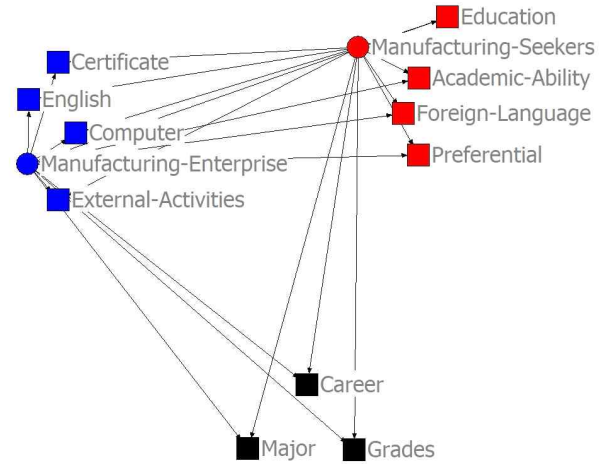 Education
Manufacturing-Seekers
Certificate
Academic-Ability
English
Foreign-Language
Computer
Preferential
Manufacturing-Enterprise
External-Activities
Career
Major
Grades